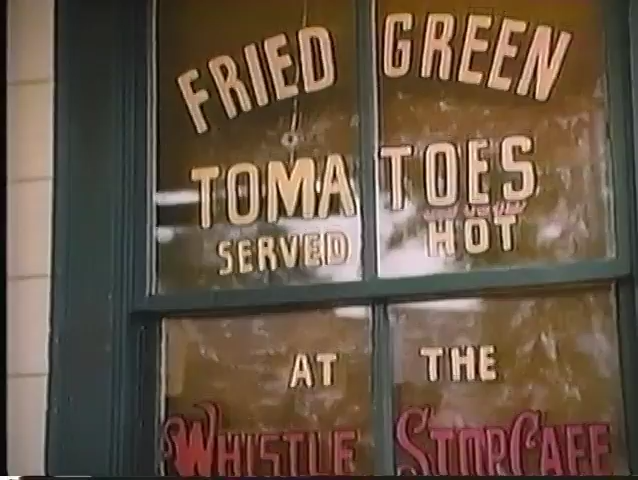 FRIED GREEN
TOMATOES
SERVED HOT
AT THE
WHISTLE STOP CAFE